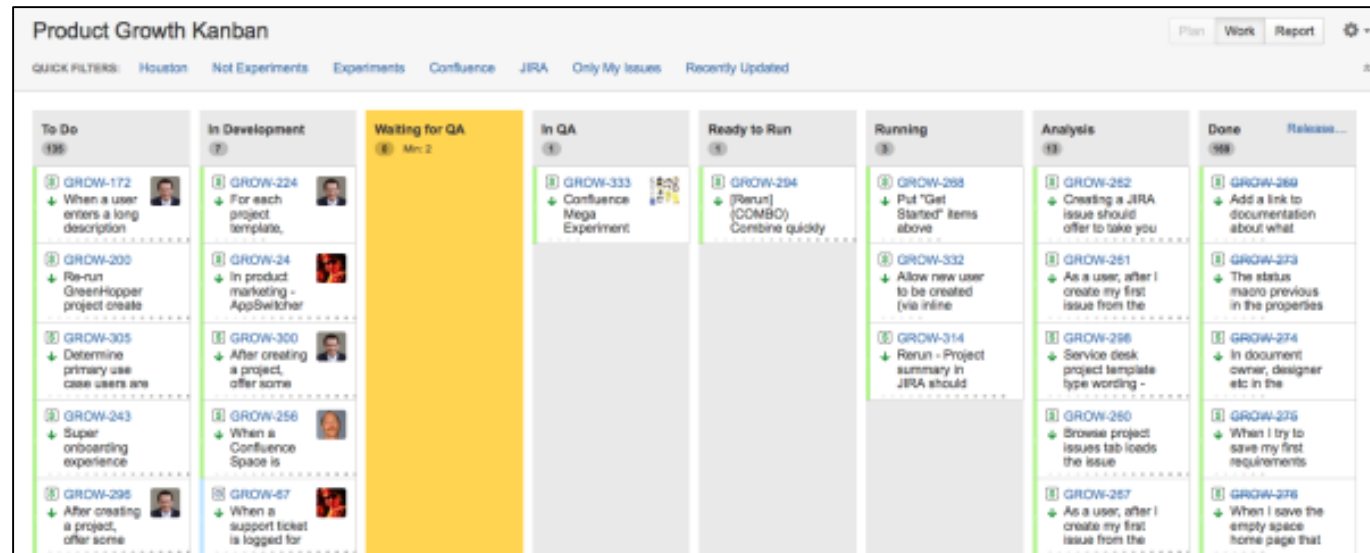 Product Growth Kanban
Plan Work Report
QUICK FILTERS: Houston Not Experiments Experiments Confluence JIRA Only My Issues Recently Updated
To Do
135
In Development
7
Waiting for QA
Min: 2
In QA
1
Ready to Run
1
Running
3
Analysis
13
Done Release...
GROW-172
When a user
enters a long
description
GROW-200
Re-run
GreenHopper
project create
GROW-305
Determine
primary use
case users are
GROW-243
Super
onboarding
experience
GROW-296
After creating
a project,
offer some
GROW-224
For each
project
template,
GROW-24
In product
marketing -
AppSwitcher
GROW-300
After creating
a project,
offer some
GROW-256
When a
Confluence
Space is
GROW-67
When a
support ticket
is logged for
GROW-333
Confluence
Mega
Experiment
GROW-294
[Rerun]
(COMBO)
Combine quickly
GROW-268
Put "Get
Started" items
above
GROW-332
Allow new user
to be created
(via inline
GROW-314
Rerun - Project
summary in
JIRA should
GROW-262
Creating a JIRA
issue should
offer to take you
GROW-261
As a user, after I
create my first
issue from the
GROW-298
Service desk
project template
type wording -
GROW-260
Browse project
issues tab loads
the issue
GROW-267
As a user, after I
create my first
issue from the
GROW-269
Add a link to
documentation
about what
GROW-273
The status
macro previous
in the properties
GROW-274
In document
owner, designer
etc in the
GROW-275
When I try to
save my first
requirements
GROW-276
When I save the
empty space
home page that